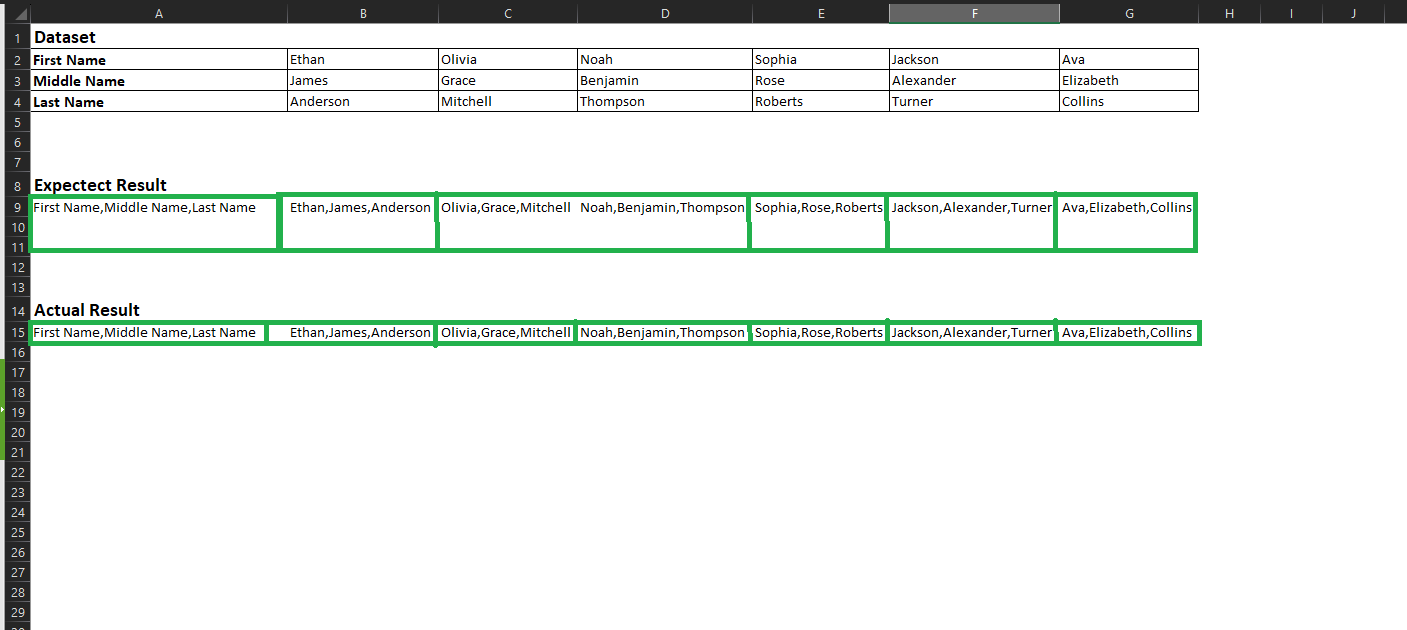 A B C D E F G H I J
1 Dataset
2 First Name Ethan Olivia Noah Sophia Jackson Ava
3 Middle Name James Grace Benjamin Rose Alexander Elizabeth
4 Last Name Anderson Mitchell Thompson Roberts Turner Collins
5
6
7
8 Expectect Result
9 First Name,Middle Name,Last Name Ethan,James,Anderson Olivia,Grace,Mitchell Noah,Benjamin,Thompson Sophia,Rose,Roberts Jackson,Alexander,Turner Ava,Elizabeth,Collins
10
11
12
13
14 Actual Result
15 First Name,Middle Name,Last Name Ethan,James,Anderson Olivia,Grace,Mitchell Noah,Benjamin,Thompson Sophia,Rose,Roberts Jackson,Alexander,Turner Ava,Elizabeth,Collins
16
17
18
19
20
21
22
23
24
25
26
27
28
29